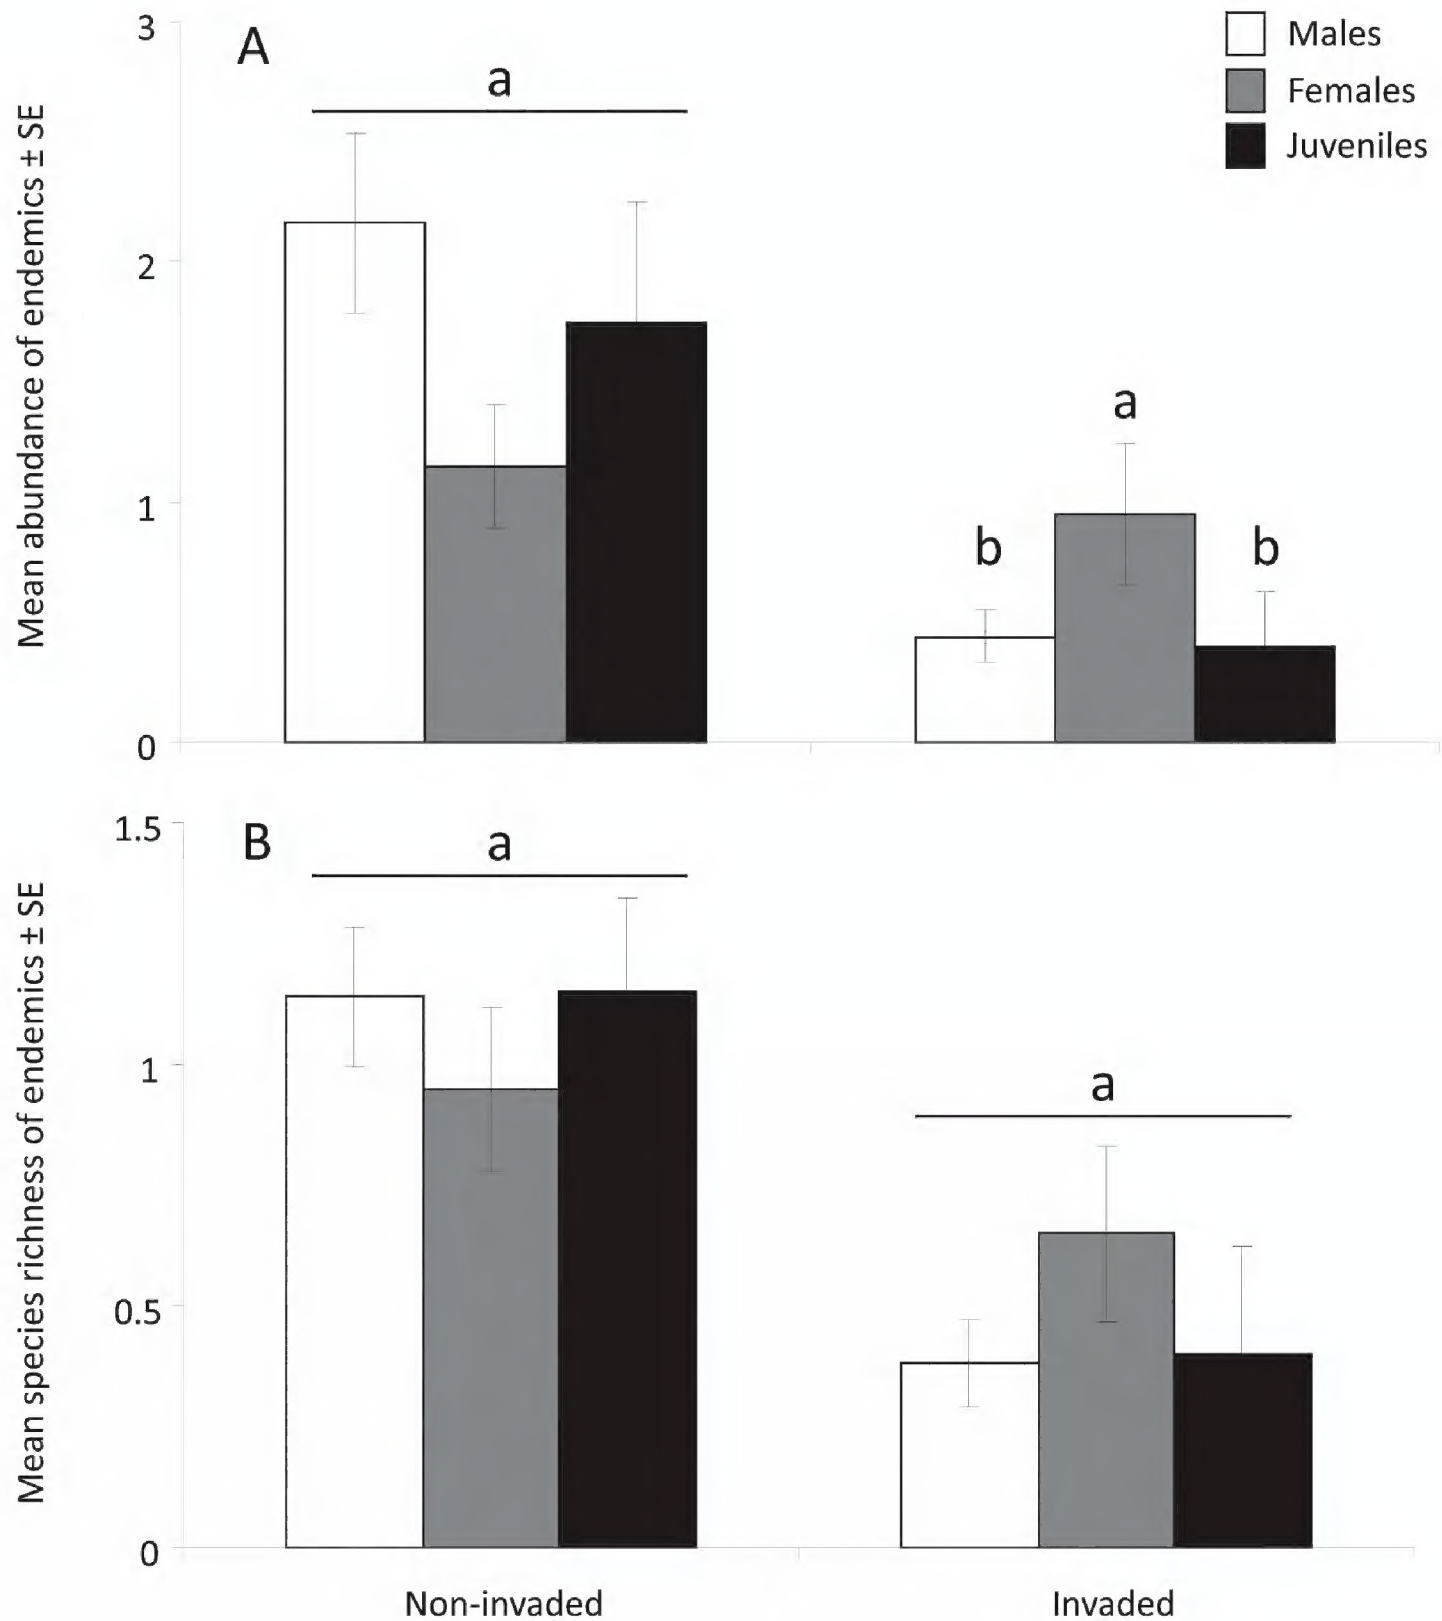 A
Males
Females
Juveniles
Mean abundance of endemics ± SE
3
2
1
0
a
b
a
b
B
Mean species richness of endemics ± SE
1.5
1
0.5
0
a
a
Non-invaded
Invaded